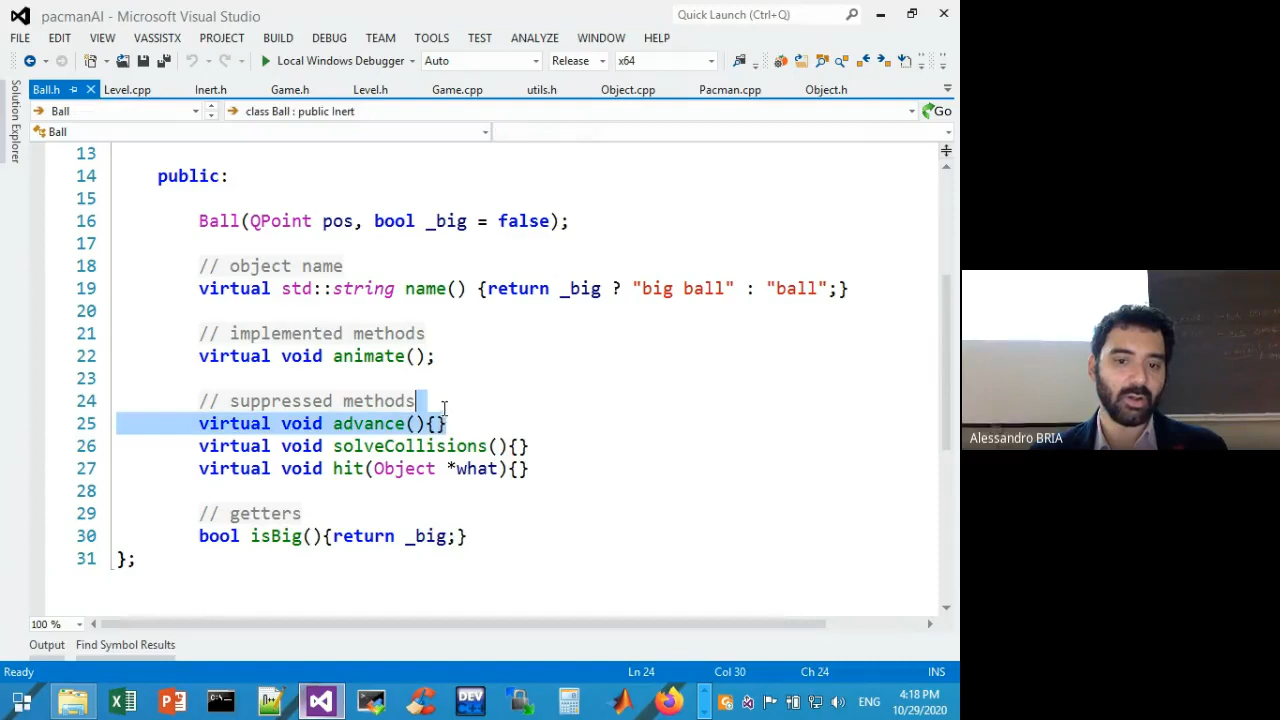 pacmanAI - Microsoft Visual Studio
Quick Launch (Ctrl+Q)
FILE EDIT VIEW VASSISTX PROJECT BUILD DEBUG TEAM TOOLS TEST ANALYZE WINDOW HELP
Local Windows Debugger Auto Release x64
Ball.h Level.cpp Inert.h Game.h Level.h Game.cpp utils.h Object.cpp Pacman.cpp Object.h
Solution Explorer
Ball class Ball : public Inert Go
Ball
13
14 public:
15
16 Ball(QPoint pos, bool _big = false);
17
18 // object name
19 virtual std::string name() {return _big ? "big ball" : "ball";}
20
21 // implemented methods
22 virtual void animate();
23
24 // suppressed methods
25 virtual void advance(){}
26 virtual void solveCollisions(){}
27 virtual void hit(Object *what){}
28
29 // getters
30 bool isBig(){return _big;}
31 };
100 %
Output Find Symbol Results
Ready Ln 24 Col 30 Ch 24 INS
DEV
ENG
4:18 PM
10/29/2020
Alessandro BRIA